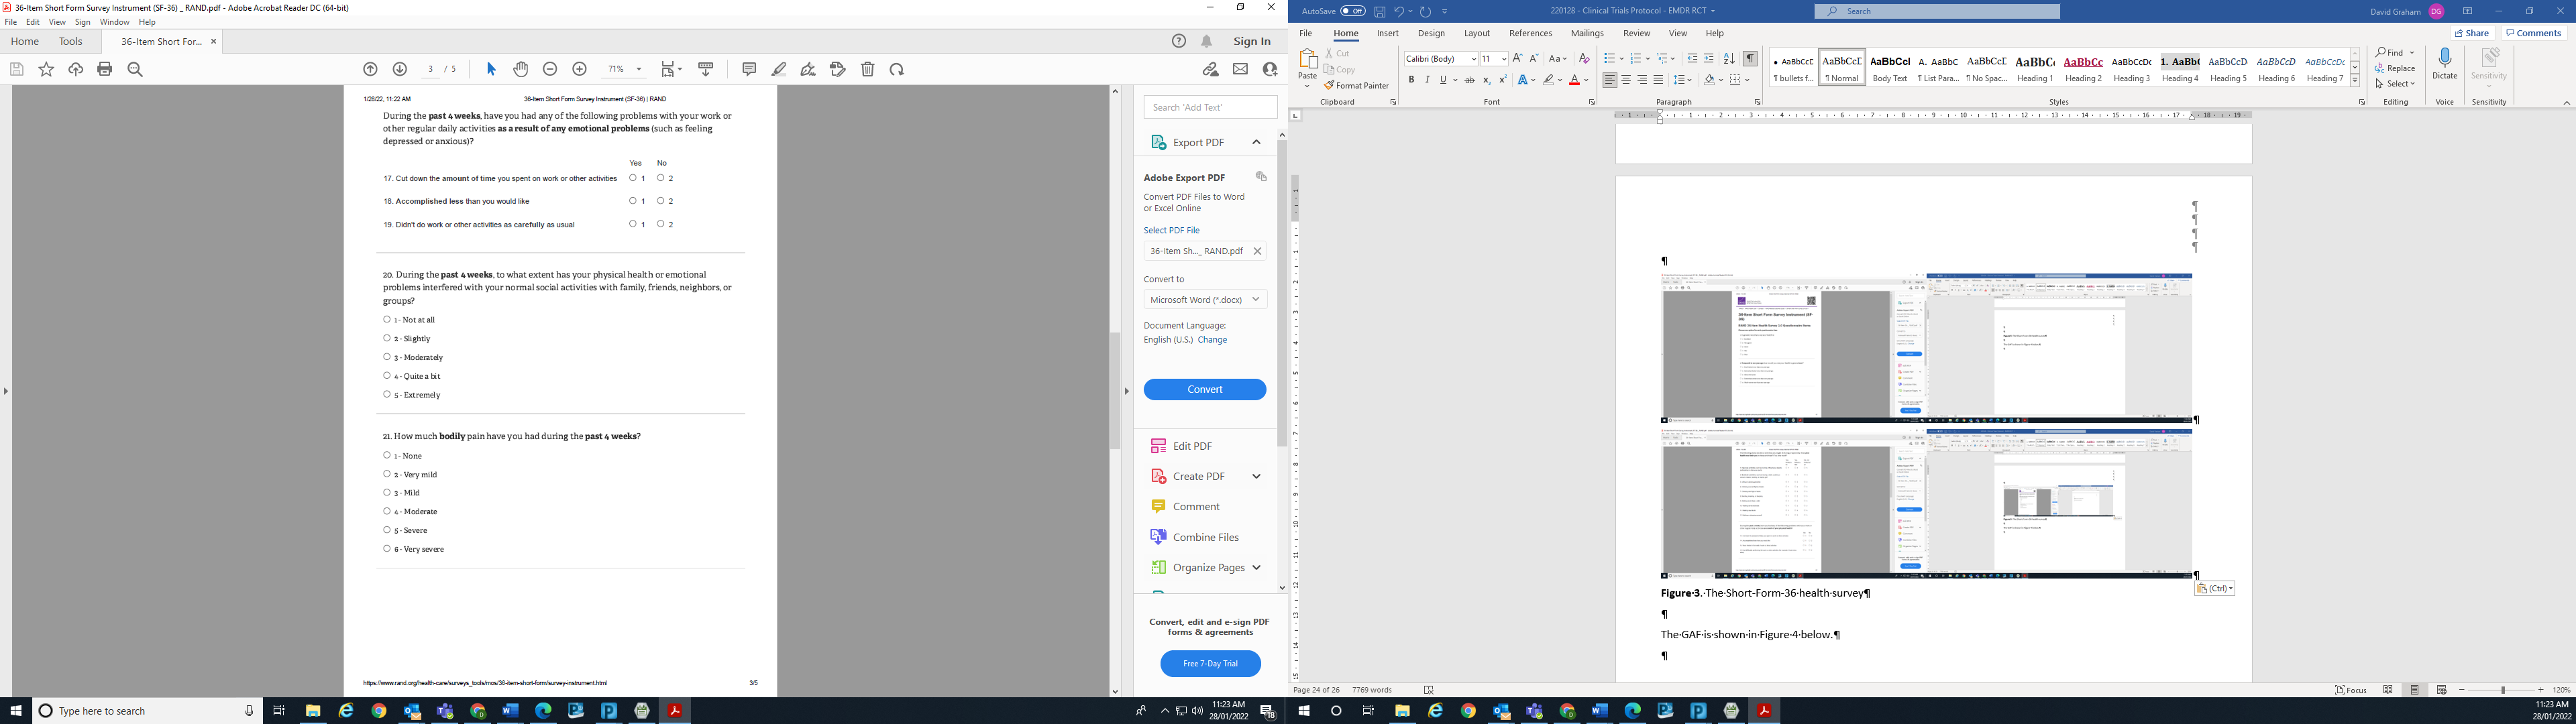 36-Item Short Form Survey Instrument (SF-36) _ RAND.pdf - Adobe Acrobat Reader DC (64-bit)
File Edit View Sign Window Help
Home Tools 36-Item Short For... × Sign In
3 / 5 71%
1/28/22, 11:22 AM 36-Item Short Form Survey Instrument (SF-36) | RAND
During the past 4 weeks, have you had any of the following problems with your work or
other regular daily activities as a result of any emotional problems (such as feeling
depressed or anxious)?
Yes No
17. Cut down the amount of time you spent on work or other activities 1 2
18. Accomplished less than you would like 1 2
19. Didn't do work or other activities as carefully as usual 1 2
20. During the past 4 weeks, to what extent has your physical health or emotional
problems interfered with your normal social activities with family, friends, neighbors, or
groups?
1 - Not at all
2 - Slightly
3 - Moderately
4 - Quite a bit
5 - Extremely
21. How much bodily pain have you had during the past 4 weeks?
1 - None
2 - Very mild
3 - Mild
4 - Moderate
5 - Severe
6 - Very severe
https://www.rand.org/health-care/surveys_tools/mos/36-item-short-form/survey-instrument.html 3/5
Search 'Add Text'
Export PDF
Adobe Export PDF
Convert PDF Files to Word
or Excel Online
Select PDF File
36-Item Sh..._ RAND.pdf
Convert to
Microsoft Word (*.docx)
Document Language:
English (U.S.) Change
Convert
Edit PDF
Create PDF
Comment
Combine Files
Organize Pages
Convert, edit and e-sign PDF
forms & agreements
Free 7-Day Trial
Type here to search
11:23 AM
28/01/2022
18
AutoSave Off 220128 - Clinical Trials Protocol - EMDR RCT Search David Graham DG
File Home Insert Design Layout References Mailings Review View Help Share Comments
Paste
Cut
Copy
Format Painter
Clipboard
Calibri (Body) 11
Font
Paragraph
AaBbCcD AaBbCcD AaBbCcI A. AaBbC AaBbCcD AaBbCc AaBbCc AaBbCcDc 1. AaBb AaBbCcD AaBbCcD AaBbCcDc
¶ bullets f... ¶ Normal Body Text ¶ List Para... ¶ No Spac... Heading 1 Heading 2 Heading 3 Heading 4 Heading 5 Heading 6 Heading 7
Styles
Find
Replace
Select
Editing
Dictate
Voice
Sensitivity
Sensitivity
¶
¶
¶
¶
¶
¶
¶
(Ctrl)
Figure·3.·The·Short-Form-36·health·survey¶
¶
The·GAF·is·shown·in·Figure·4·below.¶
¶
Page 24 of 26 7769 words Focus 120%
11:23 AM
28/01/2022